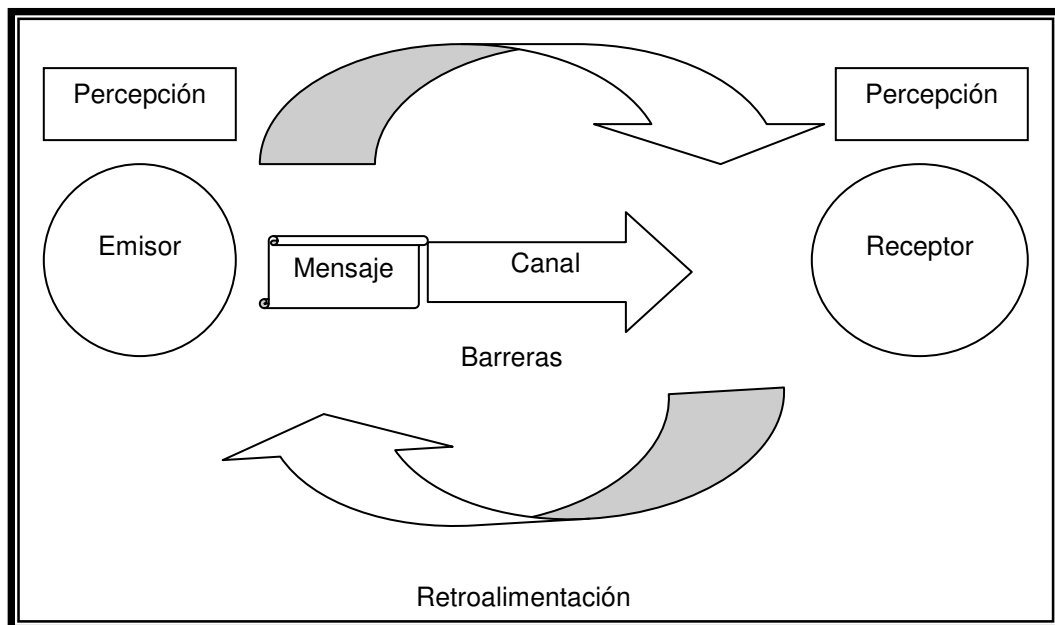 Percepción
Percepción
Emisor
Mensaje
Canal
Receptor
Barreras
Retroalimentación